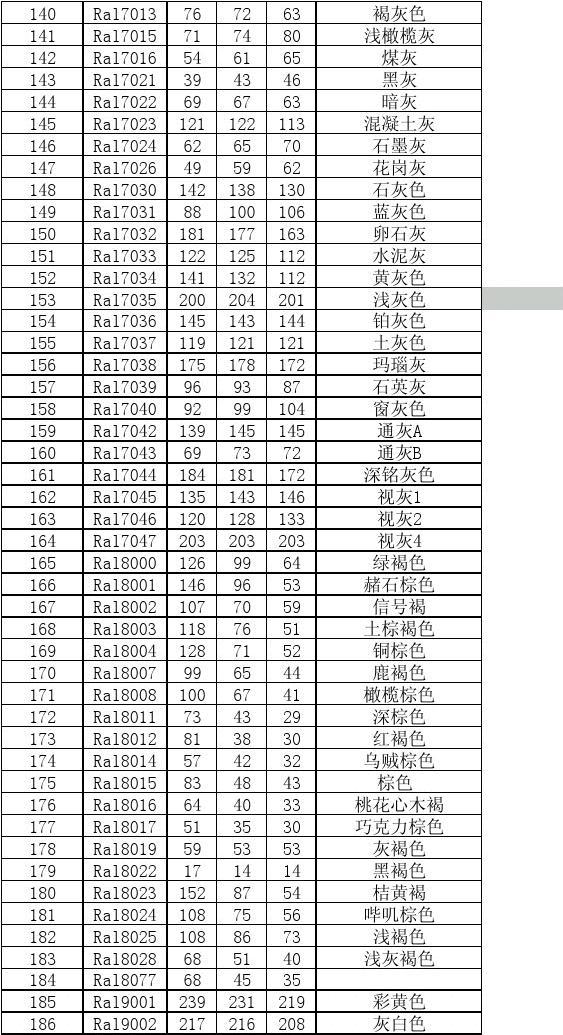 140 Ral7013 76 72 63 褐灰色
141 Ral7015 71 74 80 浅橄榄灰
142 Ral7016 54 61 65 煤灰
143 Ral7021 39 43 46 黑灰
144 Ral7022 69 67 63 暗灰
145 Ral7023 121 122 113 混凝土灰
146 Ral7024 62 65 70 石墨灰
147 Ral7026 49 59 62 花岗灰
148 Ral7030 142 138 130 石灰色
149 Ral7031 88 100 106 蓝灰色
150 Ral7032 181 177 163 卵石灰
151 Ral7033 122 125 112 水泥灰
152 Ral7034 141 132 112 黄灰色
153 Ral7035 200 204 201 浅灰色
154 Ral7036 145 143 144 铂灰色
155 Ral7037 119 121 121 土灰色
156 Ral7038 175 178 172 玛瑙灰
157 Ral7039 96 93 87 石英灰
158 Ral7040 92 99 104 窗灰色
159 Ral7042 139 145 145 通灰A
160 Ral7043 69 73 72 通灰B
161 Ral7044 184 181 172 深铭灰色
162 Ral7045 135 143 146 视灰1
163 Ral7046 120 128 133 视灰2
164 Ral7047 203 203 203 视灰4
165 Ral8000 126 99 64 绿褐色
166 Ral8001 146 96 53 赭石棕色
167 Ral8002 107 70 59 信号褐
168 Ral8003 118 76 51 土棕褐色
169 Ral8004 128 71 52 铜棕色
170 Ral8007 99 65 44 鹿褐色
171 Ral8008 100 67 41 橄榄棕色
172 Ral8011 73 43 29 深棕色
173 Ral8012 81 38 30 红褐色
174 Ral8014 57 42 32 乌贼棕色
175 Ral8015 83 48 43 棕色
176 Ral8016 64 40 33 桃花心木褐
177 Ral8017 51 35 30 巧克力棕色
178 Ral8019 59 53 53 灰褐色
179 Ral8022 17 14 14 黑褐色
180 Ral8023 152 87 54 桔黄褐
181 Ral8024 108 75 56 哔叽棕色
182 Ral8025 108 86 73 浅褐色
183 Ral8028 68 51 40 浅灰褐色
184 Ral8077 68 45 35
185 Ral9001 239 231 219 彩黄色
186 Ral9002 217 216 208 灰白色